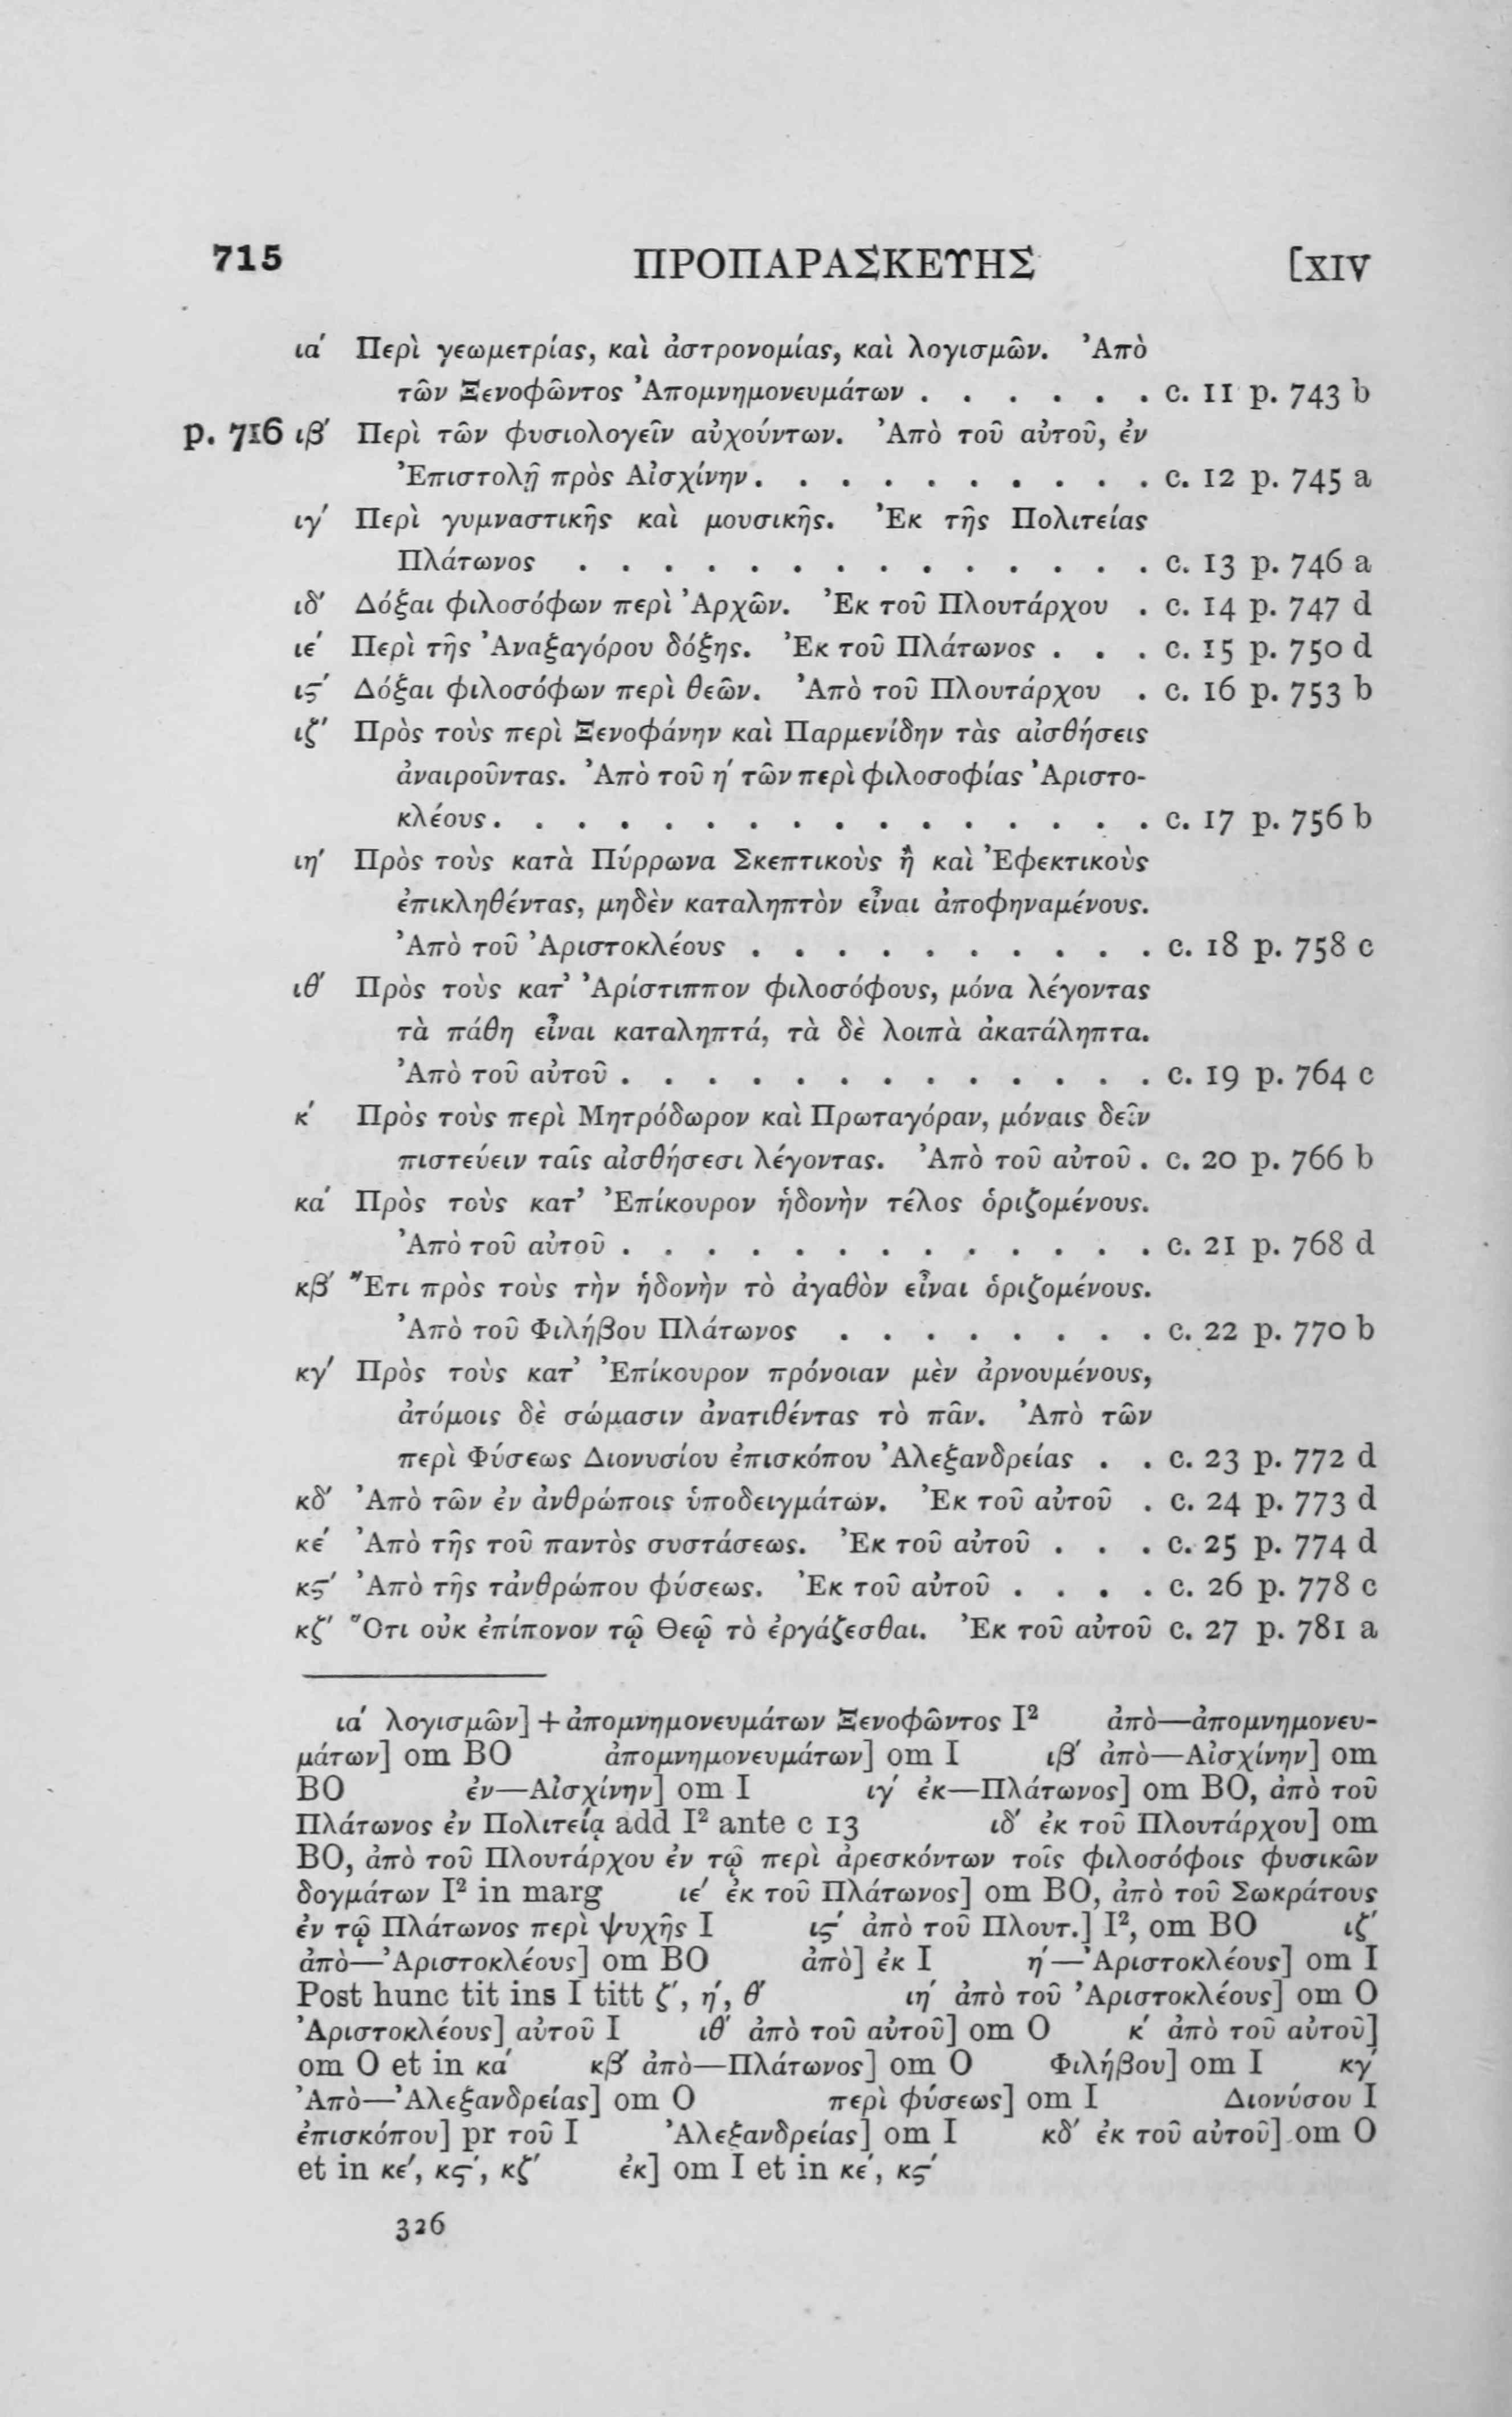 715 ΠΡΟΠΑΡΑΣΚΕΥΗΣ [XIV
ια´ Περὶ γεωμετρίας, καὶ ἀστρονομίας, καὶ λογισμῶν. Ἀπὸ
τῶν Ξενοφῶντος Ἀπομνημονευμάτων . . . . . . c. 11 p. 743 b
p. 716 ιβ´ Περὶ τῶν φυσιολογεῖν αὐχούντων. Ἀπὸ τοῦ αὐτοῦ, ἐν
Ἐπιστολῇ πρὸς Αἰσχίνην. . . . . . . . . . c. 12 p. 745 a
ιγ´ Περὶ γυμναστικῆς καὶ μουσικῆς. Ἐκ τῆς Πολιτείας
Πλάτωνος . . . . . . . . . . . . . . c. 13 p. 746 a
ιδ´ Δόξαι φιλοσόφων περὶ Ἀρχῶν. Ἐκ τοῦ Πλουτάρχου . c. 14 p. 747 d
ιέ Περὶ τῆς Ἀναξαγόρου δόξης. Ἐκ τοῦ Πλάτωνος . . . c. 15 p. 750 d
ις´ Δόξαι φιλοσόφων περὶ θεῶν. Ἀπὸ τοῦ Πλουτάρχου . c. 16 p. 753 b
ιζ´ Πρὸς τοὺς περὶ Ξενοφάνην καὶ Παρμενίδην τὰς αἰσθήσεις
ἀναιροῦντας. Ἀπὸ τοῦ η´ τῶν περὶ φιλοσοφίας Ἀριστο-
κλέους. . . . . . . . . . . . . . . . c. 17 p. 756 b
ιη´ Πρὸς τοὺς κατὰ Πύρρωνα Σκεπτικοὺς ἢ καὶ Ἐφεκτικοὺς
ἐπικληθέντας, μηδὲν καταληπτὸν εἶναι ἀποφηναμένους.
Ἀπὸ τοῦ Ἀριστοκλέους . . . . . . . . . . c. 18 p. 758 c
ιθ´ Πρὸς τοὺς κατ’ Ἀρίστιππον φιλοσόφους, μόνα λέγοντας
τὰ πάθη εἶναι καταληπτά, τὰ δὲ λοιπὰ ἀκατάληπτα.
Ἀπὸ τοῦ αὐτοῦ . . . . . . . . . . . . . c. 19 p. 764 c
κ´ Πρὸς τοὺς περὶ Μητρόδωρον καὶ Πρωταγόραν, μόναις δεῖν
πιστεύειν ταῖς αἰσθήσεσι λέγοντας. Ἀπὸ τοῦ αὐτοῦ . c. 20 p. 766 b
κα´ Πρὸς τοὺς κατ’ Ἐπίκουρον ἡδονὴν τέλος ὁριζομένους.
Ἀπὸ τοῦ αὐτοῦ . . . . . . . . . . . . . c. 21 p. 768 d
κβ´ Ἔτι πρὸς τοὺς τὴν ἡδονὴν τὸ ἀγαθὸν εἶναι ὁριζομένους.
Ἀπὸ τοῦ Φιλήβου Πλάτωνος . . . . . . . . c. 22 p. 770 b
κγ´ Πρὸς τοὺς κατ’ Ἐπίκουρον πρόνοιαν μὲν ἀρνουμένους,
ἀτόμοις δὲ σώμασιν ἀνατιθέντας τὸ πᾶν. Ἀπὸ τῶν
περὶ Φύσεως Διονυσίου ἐπισκόπου Ἀλεξανδρείας . . c. 23 p. 772 d
κδ´ Ἀπὸ τῶν ἐν ἀνθρώποις ὑποδειγμάτων. Ἐκ τοῦ αὐτοῦ . c. 24 p. 773 d
κέ Ἀπὸ τῆς τοῦ παντὸς συστάσεως. Ἐκ τοῦ αὐτοῦ . . . c. 25 p. 774 d
κς´ Ἀπὸ τῆς τἀνθρώπου φύσεως. Ἐκ τοῦ αὐτοῦ . . . . c. 26 p. 778 c
κζ´ Ὅτι οὐκ ἐπίπονον τῷ Θεῷ τὸ ἐργάζεσθαι. Ἐκ τοῦ αὐτοῦ c. 27 p. 781 a
ια´ λογισμῶν] + ἀπομνημονευμάτων Ξενοφῶντος I² ἀπὸ—ἀπομνημονευ-
μάτων] om BO ἀπομνημονευμάτων] om I ιβ´ ἀπὸ—Αἰσχίνην] om
BO ἐν—Αἰσχίνην] om I ιγ´ ἐκ—Πλάτωνος] om BO, ἀπὸ τοῦ
Πλάτωνος ἐν Πολιτείᾳ add I² ante c 13 ιδ´ ἐκ τοῦ Πλουτάρχου] om
BO, ἀπὸ τοῦ Πλουτάρχου ἐν τῷ περὶ ἀρεσκόντων τοῖς φιλοσόφοις φυσικῶν
δογμάτων I² in marg ιέ ἐκ τοῦ Πλάτωνος] om BO, ἀπὸ τοῦ Σωκράτους
ἐν τῷ Πλάτωνος περὶ ψυχῆς I ις´ ἀπὸ τοῦ Πλουτ.] I², om BO ιζ´
ἀπὸ—Ἀριστοκλέους] om BO ἀπὸ] ἐκ I η´—Ἀριστοκλέους] om I
Post hunc tit ins I titt ζ´, η´, θ´ ιη´ ἀπὸ τοῦ Ἀριστοκλέους] om O
Ἀριστοκλέους] αὐτοῦ I ιθ´ ἀπὸ τοῦ αὐτοῦ] om O κ´ ἀπὸ τοῦ αὐτοῦ]
om O et in κα´ κβ´ ἀπὸ—Πλάτωνος] om O Φιλήβου] om I κγ´
Ἀπὸ—Ἀλεξανδρείας] om O περὶ φύσεως] om I Διονύσου I
ἐπισκόπου] pr τοῦ I Ἀλεξανδρείας] om I κδ´ ἐκ τοῦ αὐτοῦ] om O
et in κέ, κς´, κζ´ ἐκ] om I et in κέ, κς´
326